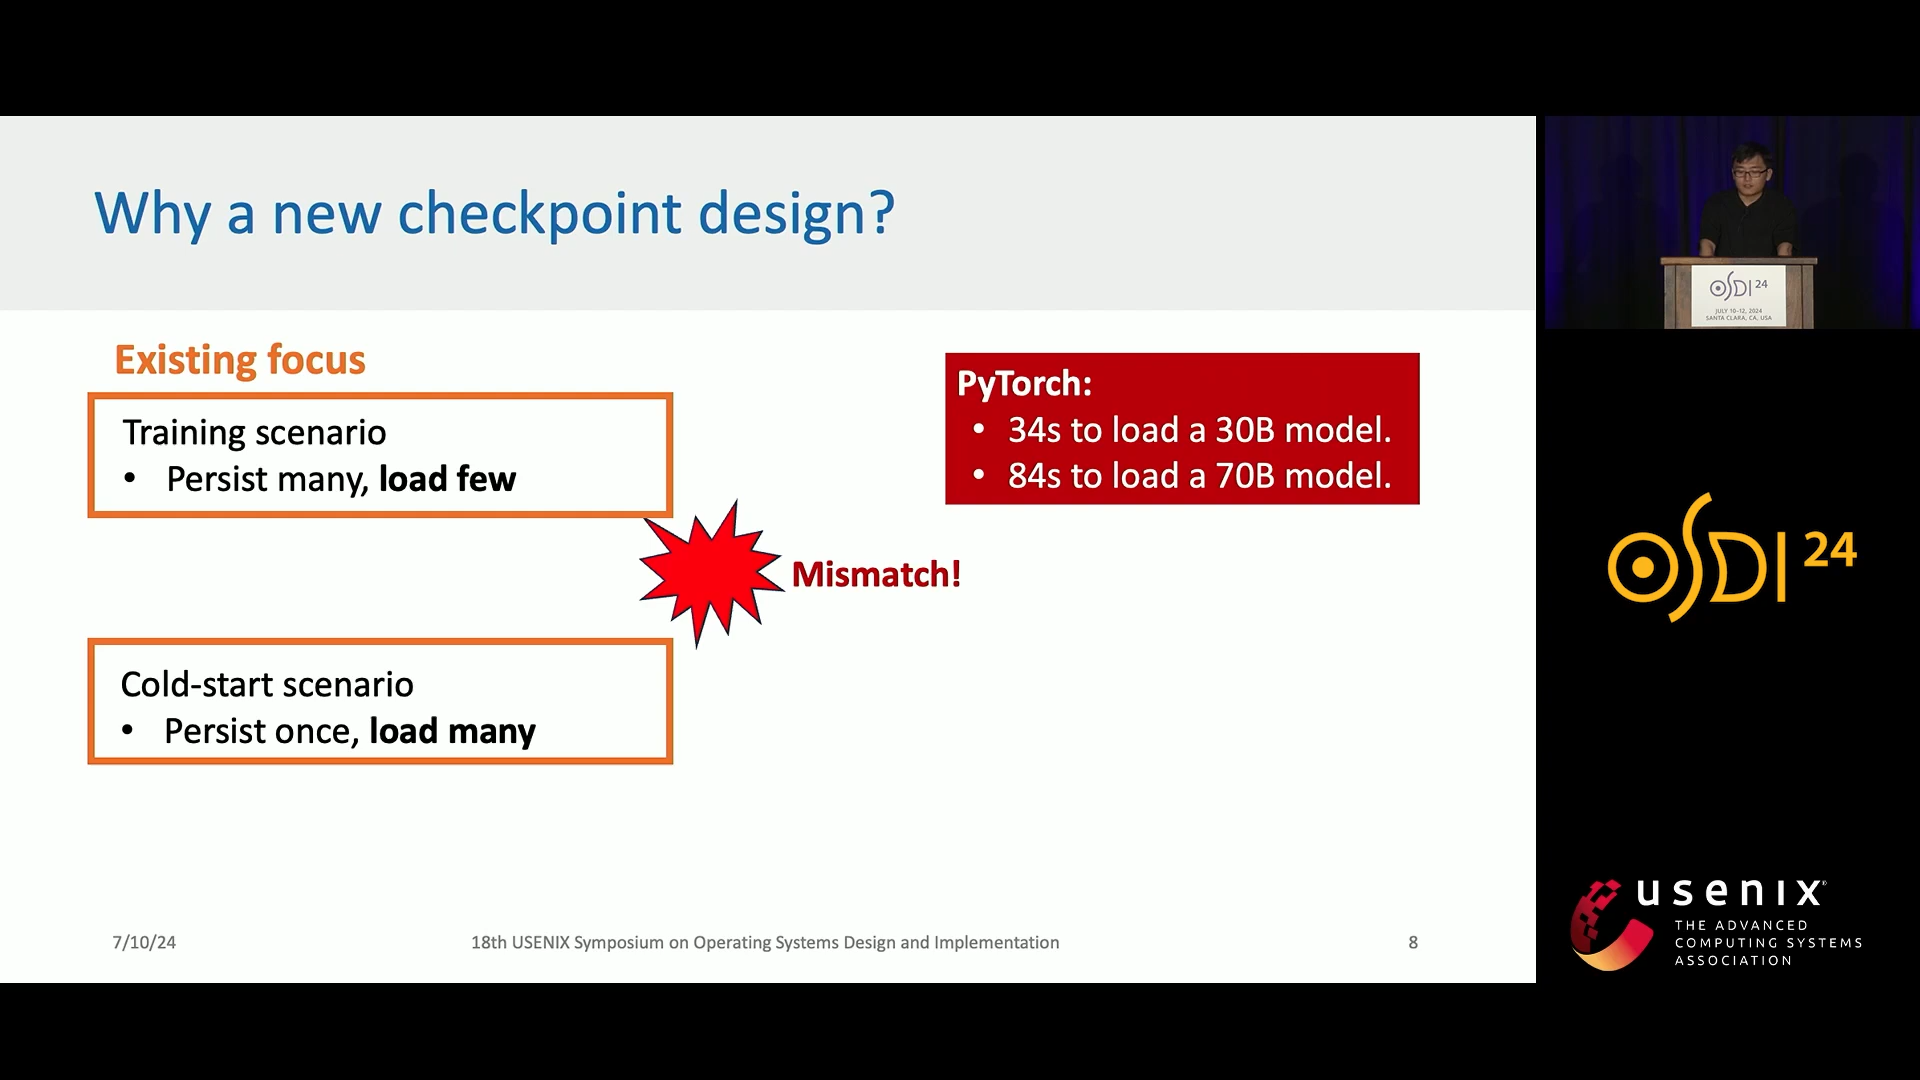 Why a new checkpoint design?
Existing focus
Training scenario
• Persist many, load few
PyTorch:
• 34s to load a 30B model.
• 84s to load a 70B model.
Mismatch!
Cold-start scenario
• Persist once, load many
7/10/24
18th USENIX Symposium on Operating Systems Design and Implementation
8
OSDI 24
JULY 10-12, 2024
SANTA CLARA, CA, USA
OSDI 24
usenix®
THE ADVANCED
COMPUTING SYSTEMS
ASSOCIATION